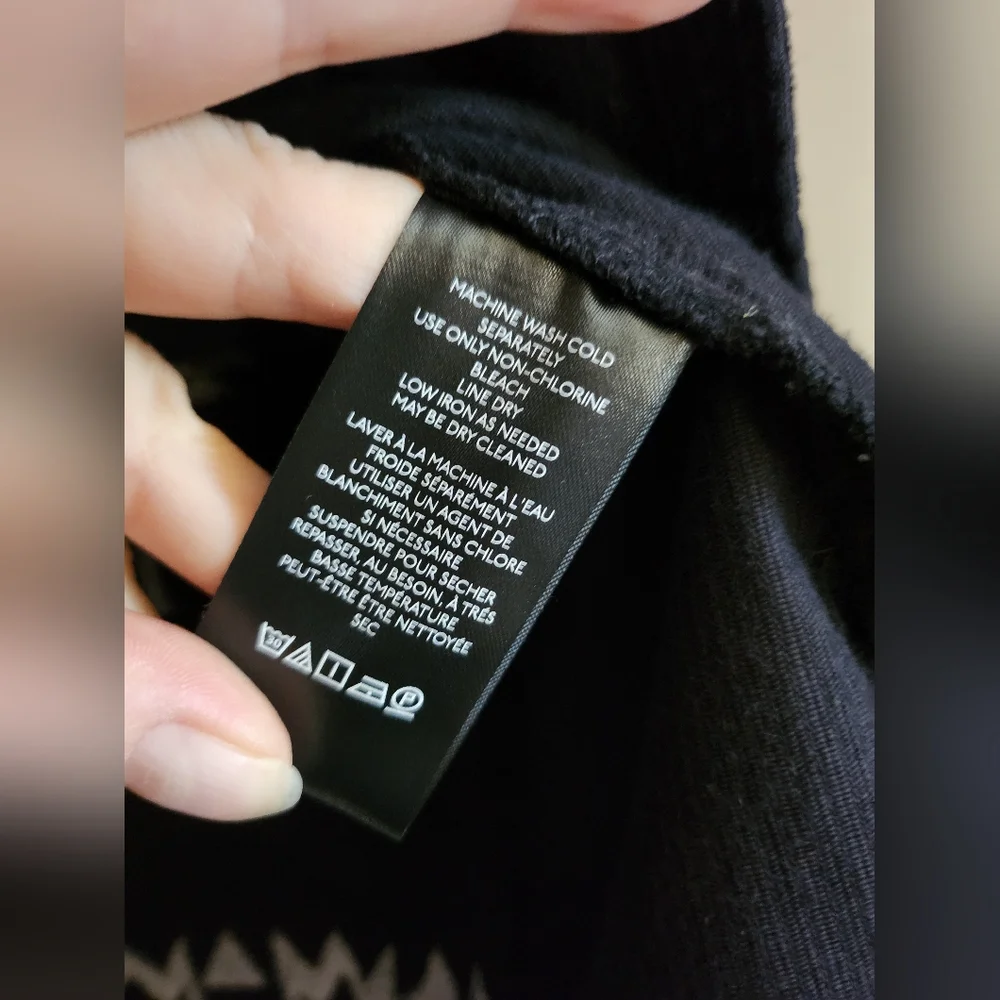 MACHINE WASH COLD
SEPARATELY
USE ONLY NON-CHLORINE
BLEACH
LINE DRY
LOW IRON AS NEEDED
MAY BE DRY CLEANED
LAVER À LA MACHINE À L'EAU
FROIDE SÉPARÉMENT
UTILISER UN AGENT DE
BLANCHIMENT SANS CHLORE
SI NÉCESSAIRE
SUSPENDRE POUR SECHER
REPASSER, AU BESOIN, À TRÉS
BASSE TEMPÉRATURE
PEUT-ÊTRE ÊTRE NETTOYÉE
SEC
30 P